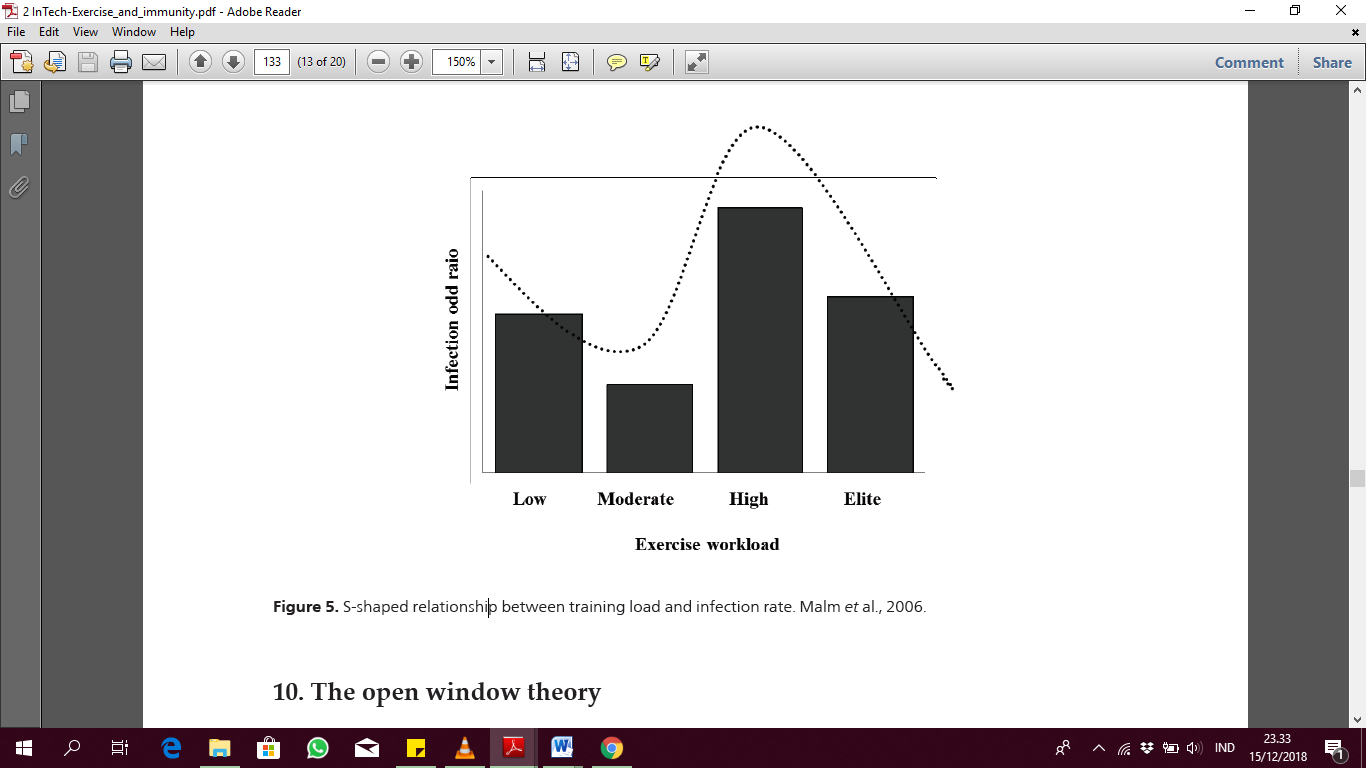 2 InTech-Exercise_and_immunity.pdf - Adobe Reader
File Edit View Window Help
133 (13 of 20) 150% Comment Share
Infection odd raio
Low Moderate High Elite
Exercise workload
Figure 5. S-shaped relationship between training load and infection rate. Malm et al., 2006.
10. The open window theory
IND
23.33
15/12/2018
1